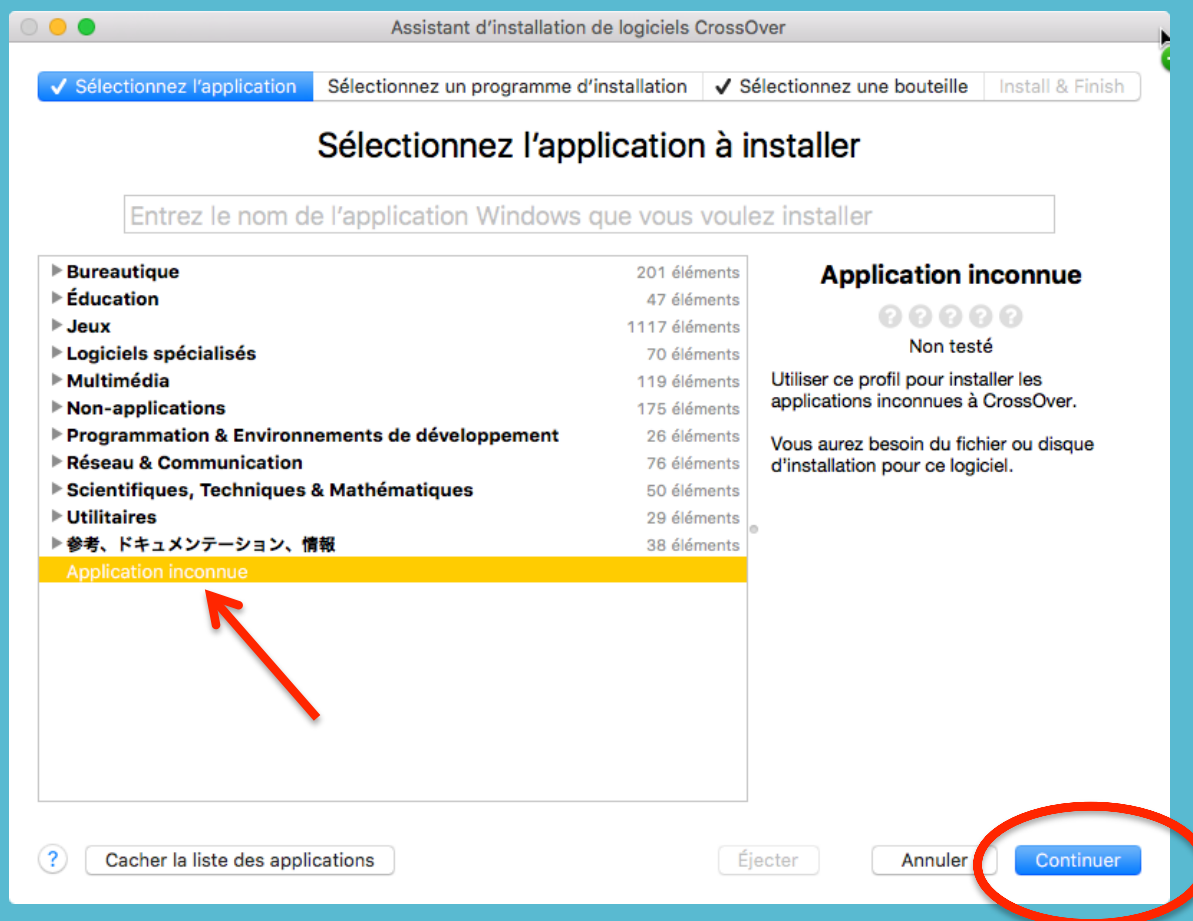 Assistant d'installation de logiciels CrossOver
✓ Sélectionnez l'application Sélectionnez un programme d'installation ✓ Sélectionnez une bouteille Install & Finish
Sélectionnez l'application à installer
Entrez le nom de l'application Windows que vous voulez installer
Bureautique 201 éléments
Éducation 47 éléments
Jeux 1117 éléments
Logiciels spécialisés 70 éléments
Multimédia 119 éléments
Non-applications 175 éléments
Programmation & Environnements de développement 26 éléments
Réseau & Communication 76 éléments
Scientifiques, Techniques & Mathématiques 50 éléments
Utilitaires 29 éléments
参考、ドキュメンテーション、情報 38 éléments
Application inconnue
Application inconnue
? ? ? ? ?
Non testé
Utiliser ce profil pour installer les
applications inconnues à CrossOver.
Vous aurez besoin du fichier ou disque
d'installation pour ce logiciel.
? Cacher la liste des applications Éjecter Annuler Continuer